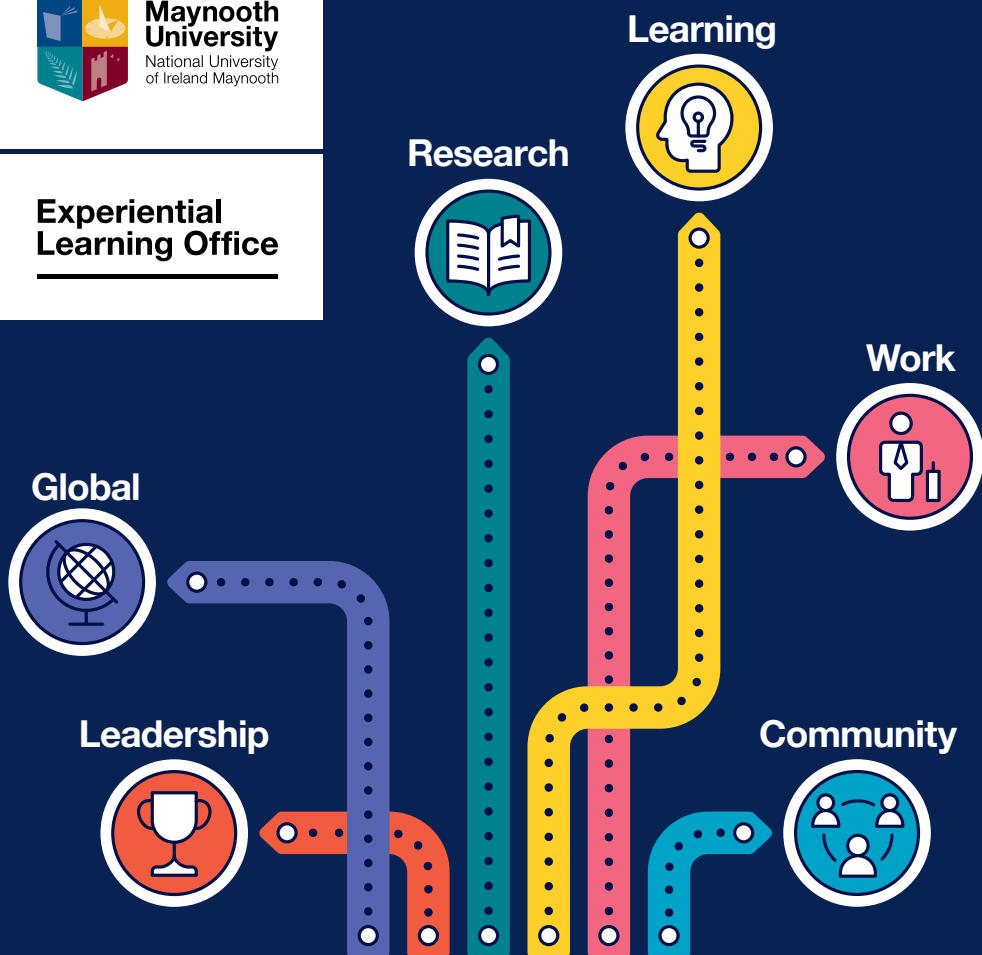 Maynooth
University
National University
of Ireland Maynooth
Experiential
Learning Office
Learning
Research
Work
Global
Leadership
Community